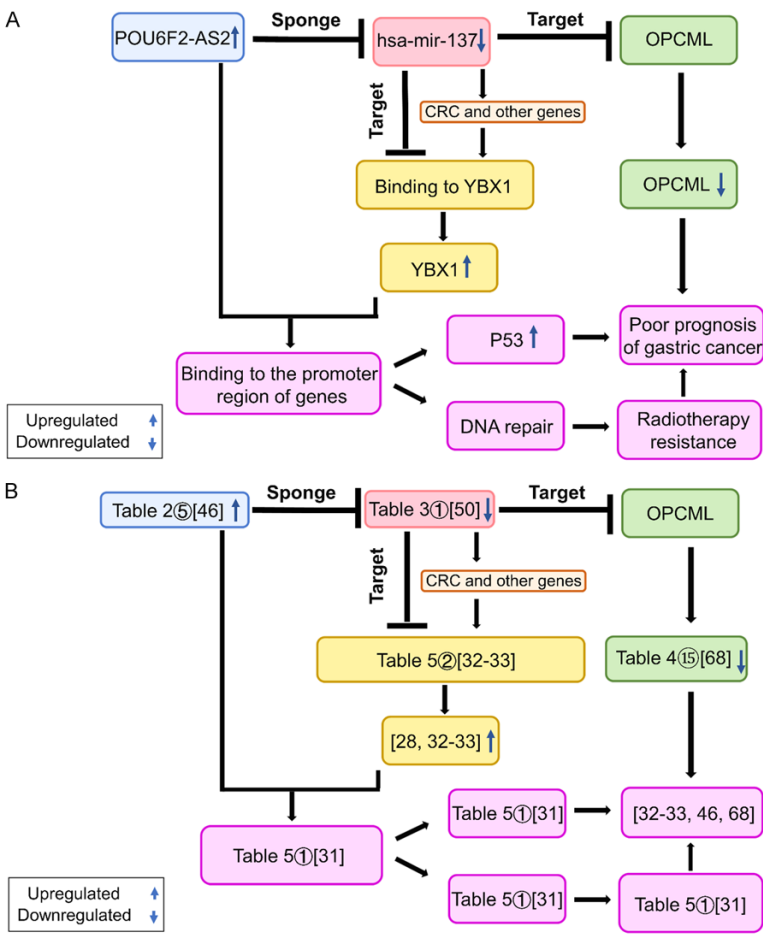 A
POU6F2-AS2
Sponge
hsa-mir-137
Target
OPCML
Target
CRC and other genes
Binding to YBX1
OPCML
YBX1
P53
Poor prognosis
of gastric cancer
Binding to the promoter
region of genes
DNA repair
Radiotherapy
resistance
Upregulated
Downregulated
B
Table 2⑤[46]
Sponge
Table 3①[50]
Target
OPCML
Target
CRC and other genes
Table 5②[32-33]
Table 4⑮[68]
[28, 32-33]
Table 5①[31]
[32-33, 46, 68]
Table 5①[31]
Table 5①[31]
Table 5①[31]
Upregulated
Downregulated